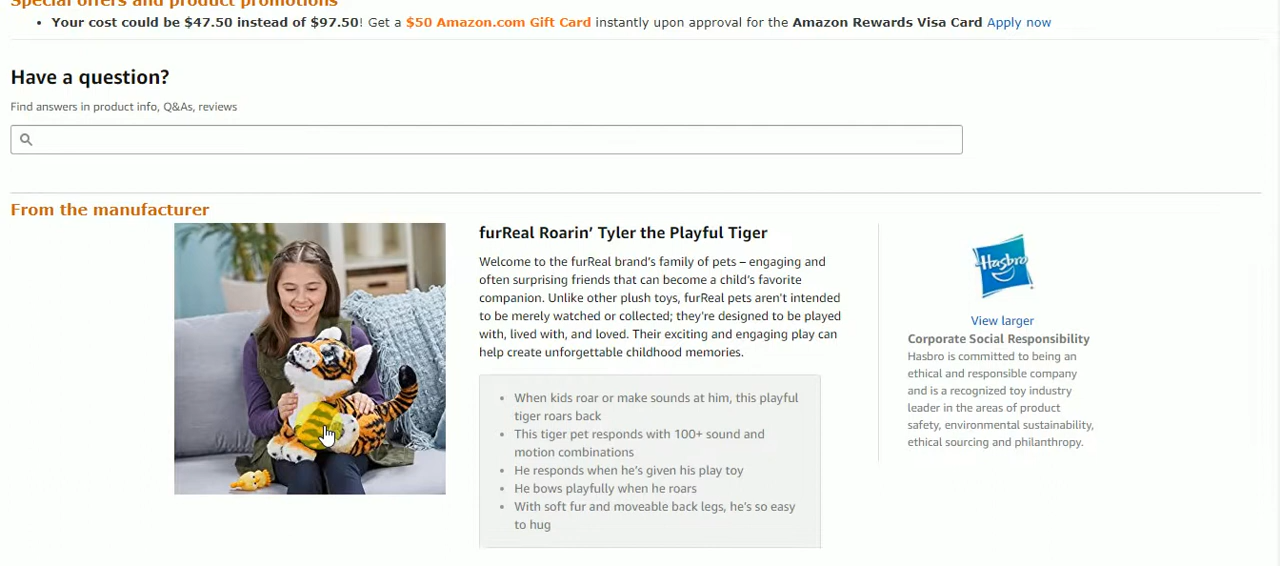 Special offers and product promotions
• Your cost could be $47.50 instead of $97.50! Get a $50 Amazon.com Gift Card instantly upon approval for the Amazon Rewards Visa Card Apply now
Have a question?
Find answers in product info, Q&As, reviews
From the manufacturer
furReal Roarin’ Tyler the Playful Tiger
Welcome to the furReal brand’s family of pets – engaging and
often surprising friends that can become a child’s favorite
companion. Unlike other plush toys, furReal pets aren’t intended
to be merely watched or collected; they’re designed to be played
with, lived with, and loved. Their exciting and engaging play can
help create unforgettable childhood memories.
• When kids roar or make sounds at him, this playful
tiger roars back
• This tiger pet responds with 100+ sound and
motion combinations
• He responds when he’s given his play toy
• He bows playfully when he roars
• With soft fur and moveable back legs, he’s so easy
to hug
Hasbro
View larger
Corporate Social Responsibility
Hasbro is committed to being an
ethical and responsible company
and is a recognized toy industry
leader in the areas of product
safety, environmental sustainability,
ethical sourcing and philanthropy.